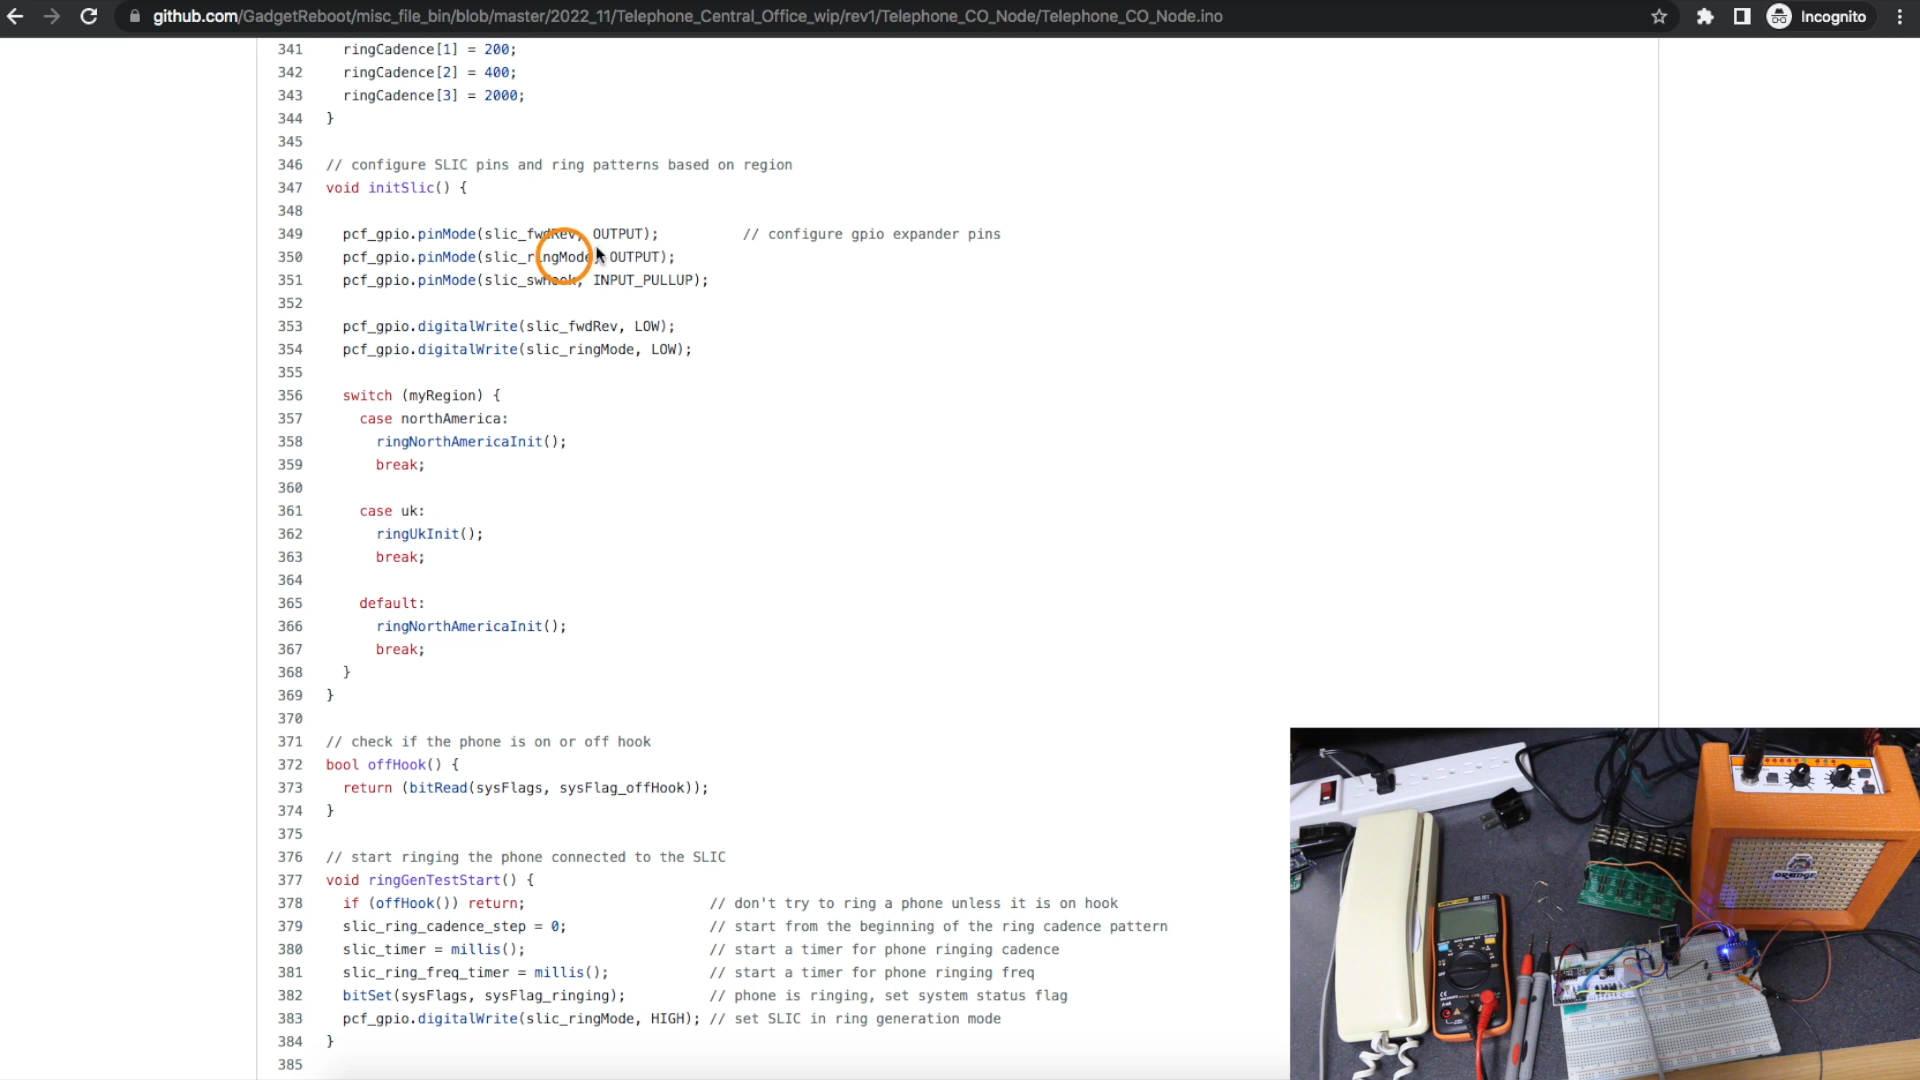 github.com/GadgetReboot/misc_file_bin/blob/master/2022_11/Telephone_Central_Office_wip/rev1/Telephone_CO_Node/Telephone_CO_Node.ino
Incognito
341 ringCadence[1] = 200;
342 ringCadence[2] = 400;
343 ringCadence[3] = 2000;
344 }
345
346 // configure SLIC pins and ring patterns based on region
347 void initSlic() {
348
349 pcf_gpio.pinMode(slic_fwdRev, OUTPUT); // configure gpio expander pins
350 pcf_gpio.pinMode(slic_ringMode, OUTPUT);
351 pcf_gpio.pinMode(slic_swHook, INPUT_PULLUP);
352
353 pcf_gpio.digitalWrite(slic_fwdRev, LOW);
354 pcf_gpio.digitalWrite(slic_ringMode, LOW);
355
356 switch (myRegion) {
357 case northAmerica:
358 ringNorthAmericaInit();
359 break;
360
361 case uk:
362 ringUkInit();
363 break;
364
365 default:
366 ringNorthAmericaInit();
367 break;
368 }
369 }
370
371 // check if the phone is on or off hook
372 bool offHook() {
373 return (bitRead(sysFlags, sysFlag_offHook));
374 }
375
376 // start ringing the phone connected to the SLIC
377 void ringGenTestStart() {
378 if (offHook()) return; // don't try to ring a phone unless it is on hook
379 slic_ring_cadence_step = 0; // start from the beginning of the ring cadence pattern
380 slic_timer = millis(); // start a timer for phone ringing cadence
381 slic_ring_freq_timer = millis(); // start a timer for phone ringing freq
382 bitSet(sysFlags, sysFlag_ringing); // phone is ringing, set system status flag
383 pcf_gpio.digitalWrite(slic_ringMode, HIGH); // set SLIC in ring generation mode
384 }
385
orange